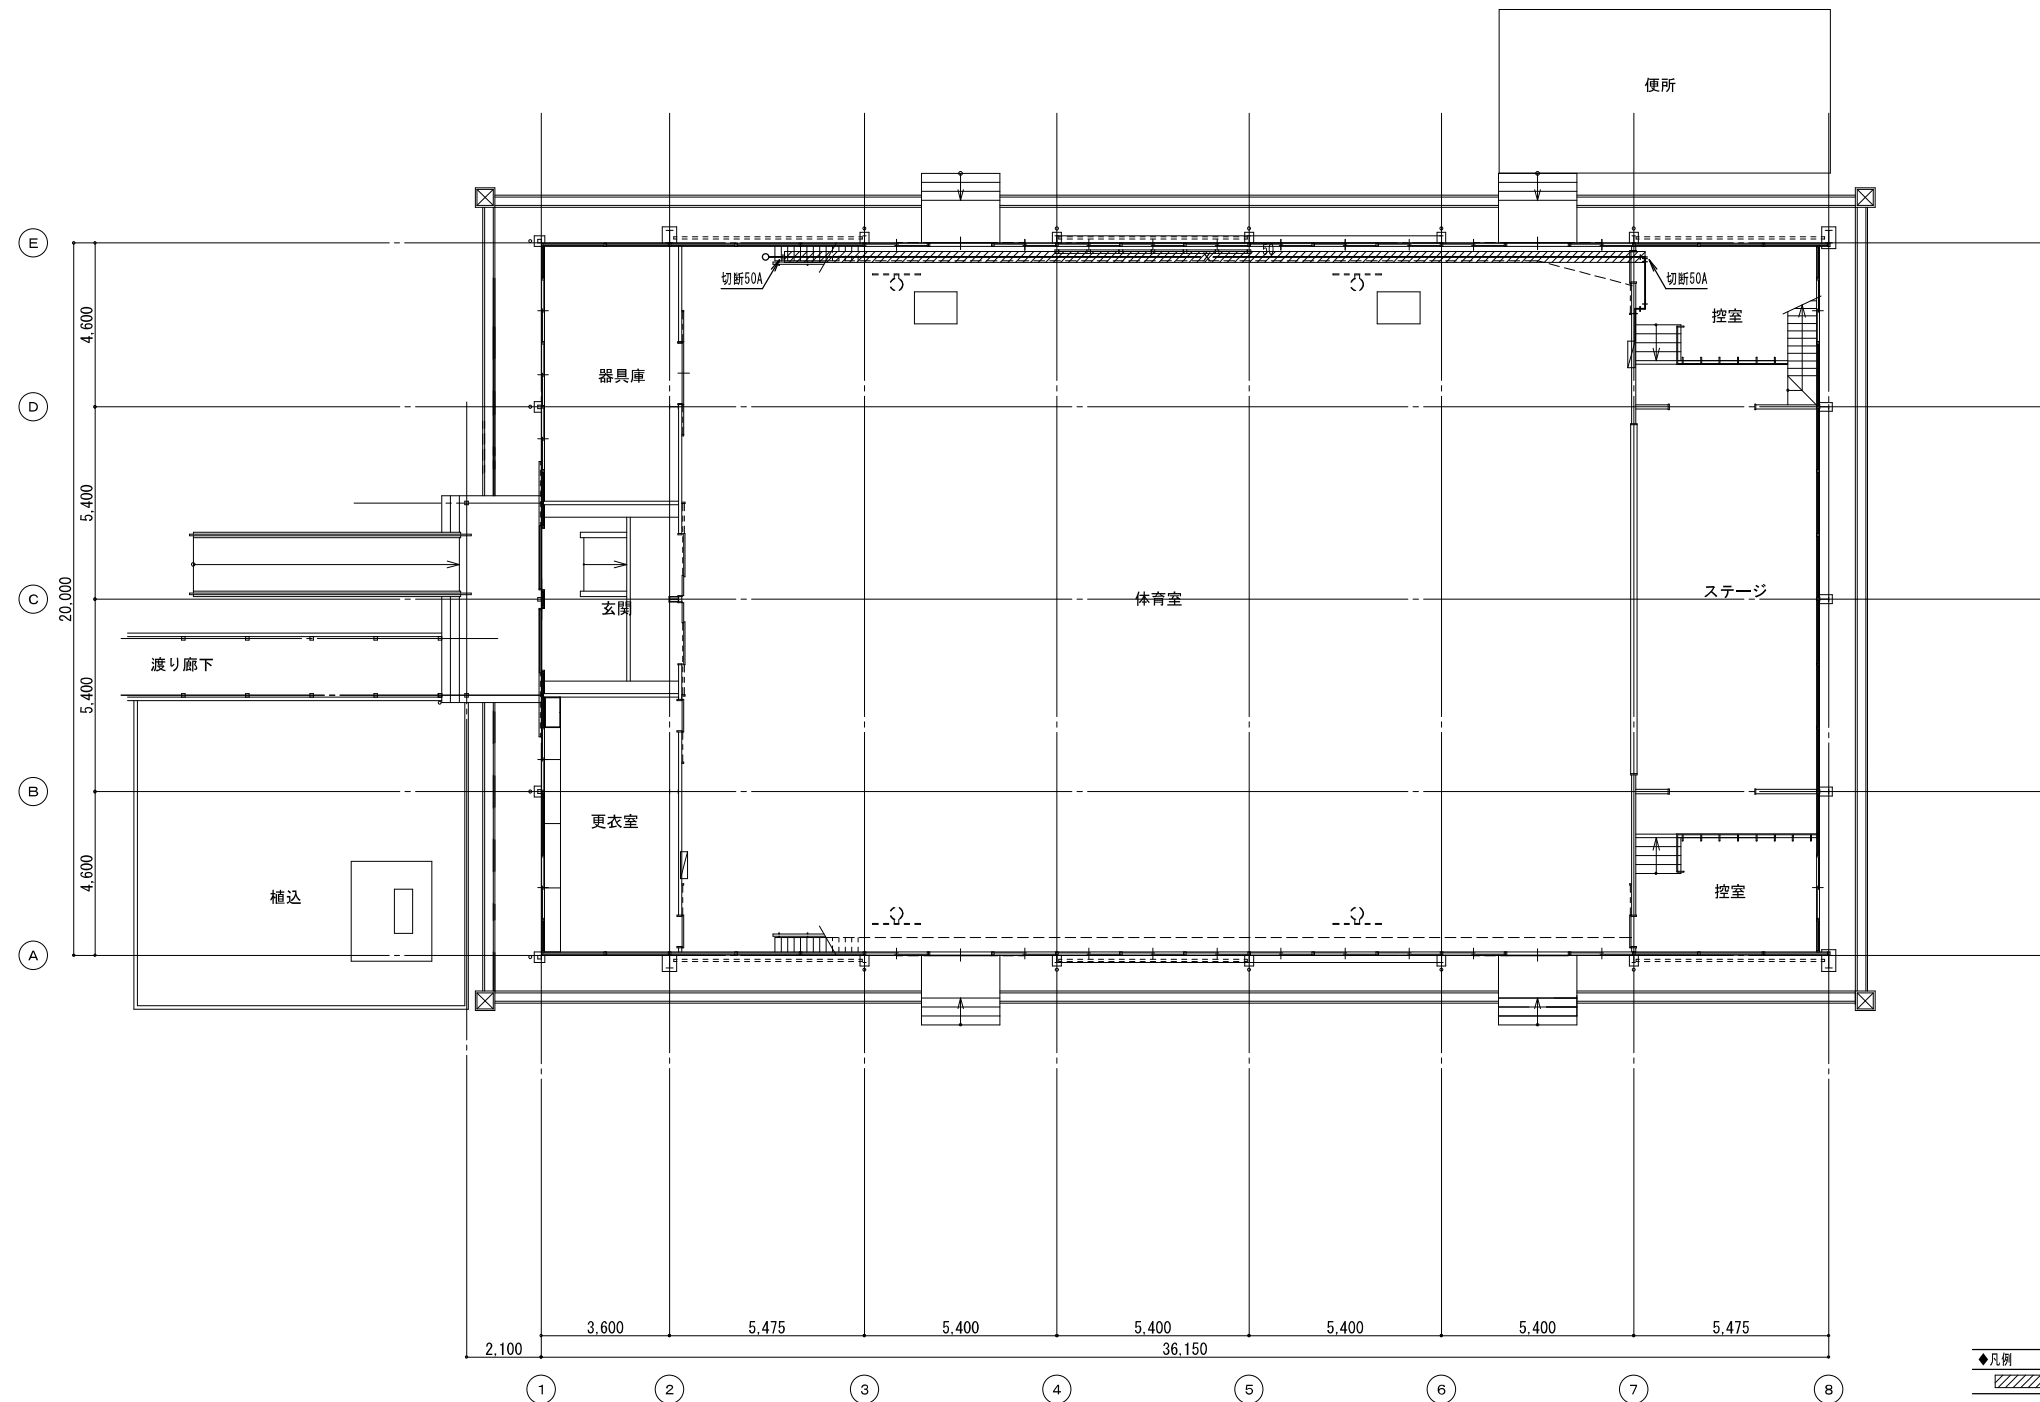 便所
E
50
切断50A
切断50A
4,600
控室
器具庫
D
5,400
20,000
C
玄関
体育室
ステージ
渡り廊下
5,400
B
更衣室
4,600
植込
控室
A
3,600
5,475
5,400
5,400
5,400
5,400
5,475
2,100
36,150
◆凡例
1
2
3
4
5
6
7
8